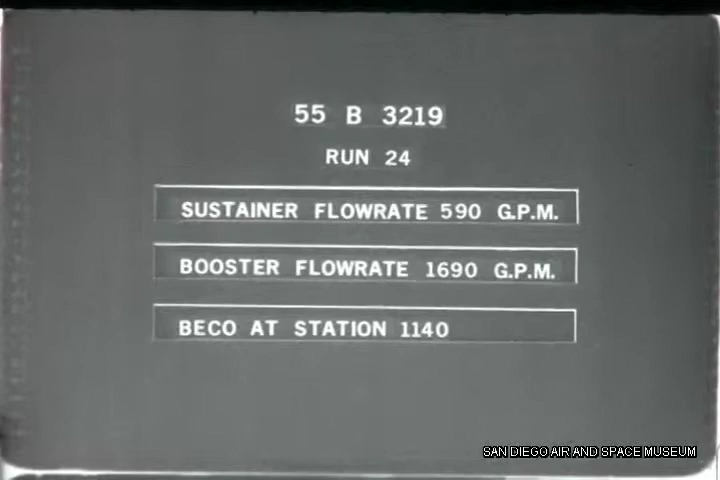 55 B 3219
RUN 24
SUSTAINER FLOWRATE 590 G.P.M.
BOOSTER FLOWRATE 1690 G.P.M.
BECO AT STATION 1140
SAN DIEGO AIR AND SPACE MUSEUM